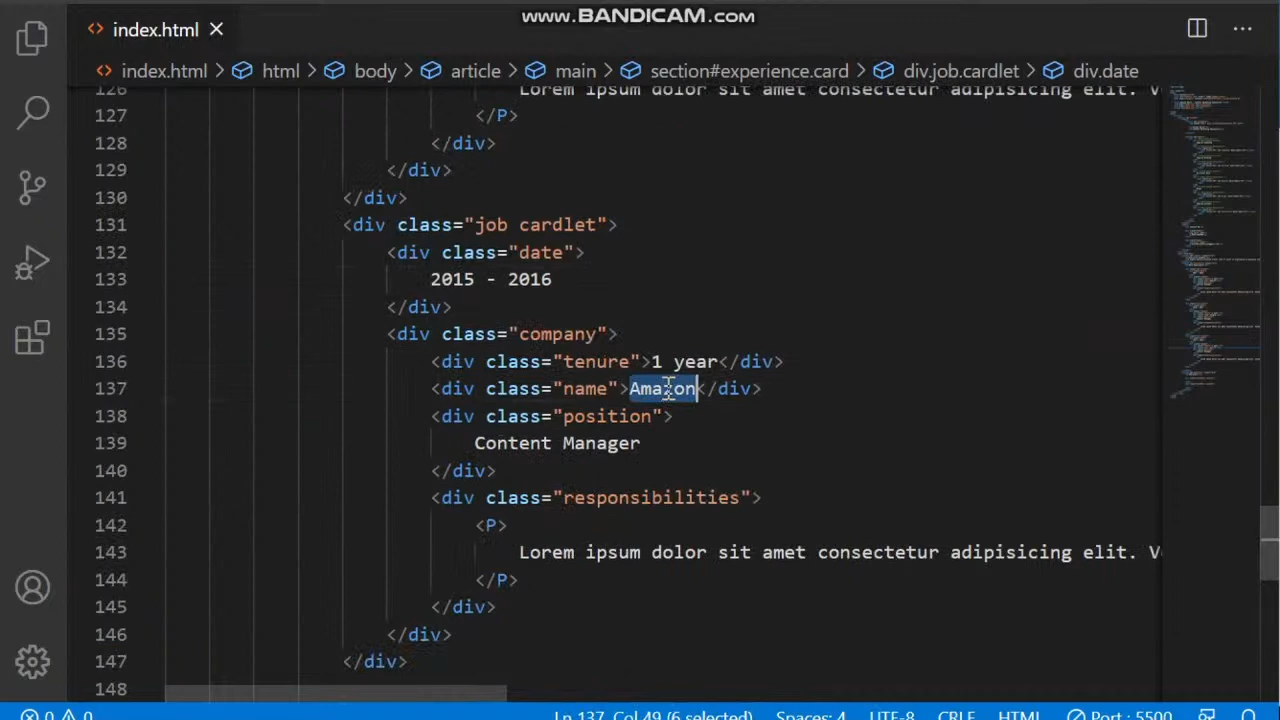 www.BANDICAM.com
index.html
index.html > html > body > article > main > section#experience.card > div.job.cardlet > div.date
126 Lorem ipsum dolor sit amet consectetur adipisicing elit.
127 </P>
128 </div>
129 </div>
130 </div>
131 <div class="job cardlet">
132 <div class="date">
133 2015 - 2016
134 </div>
135 <div class="company">
136 <div class="tenure">1 year</div>
137 <div class="name">Amazon</div>
138 <div class="position">
139 Content Manager
140 </div>
141 <div class="responsibilities">
142 <P>
143 Lorem ipsum dolor sit amet consectetur adipisicing elit.
144 </P>
145 </div>
146 </div>
147 </div>
148
0 0 Ln 137, Col 49 (6 selected) Spaces: 4 UTF-8 CRLF HTML Port : 5500